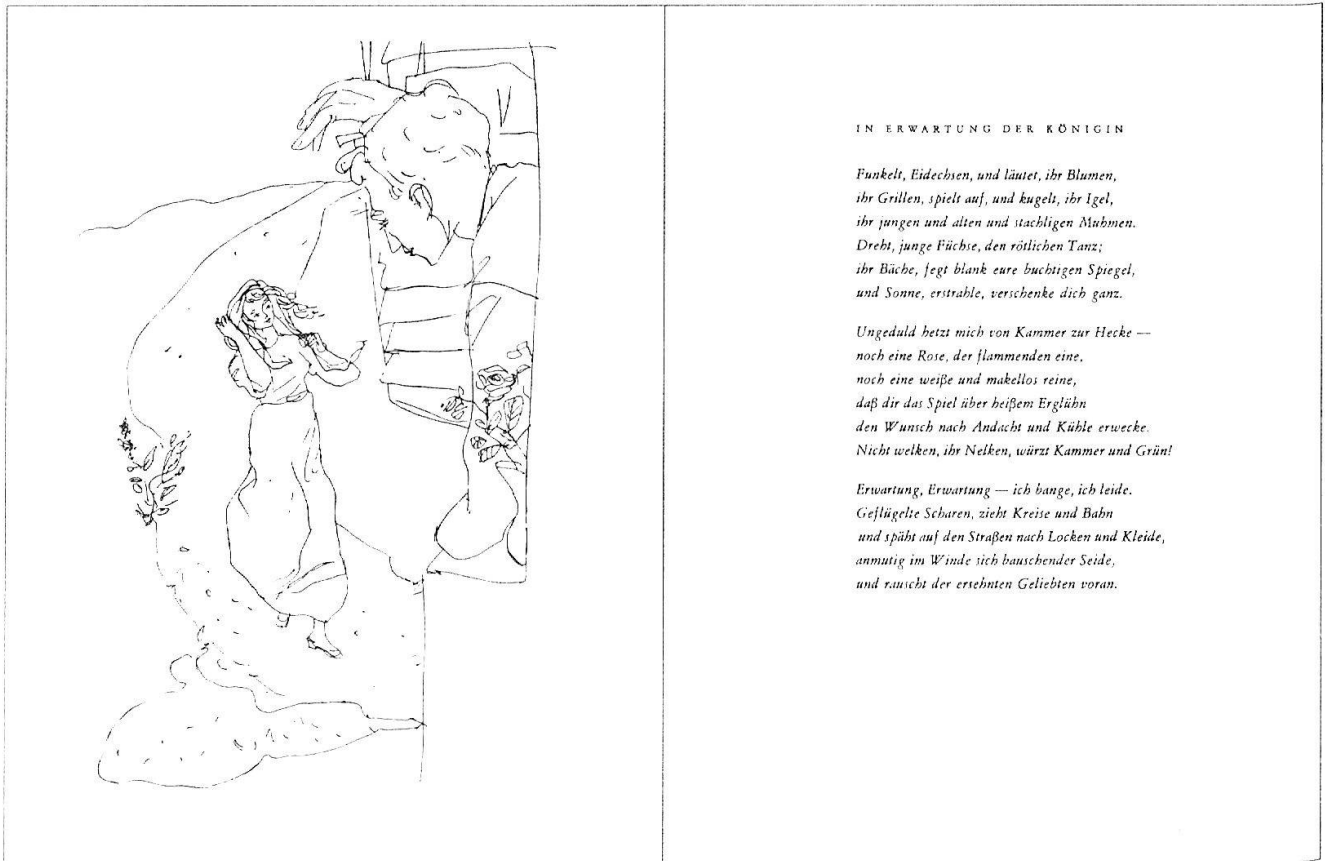 IN ERWARTUNG DER KÖNIGIN
Funkelt, Eidechsen, und läutet, ihr Blumen,
ihr Grillen, spielt auf, und kugelt, ihr Igel,
ihr jungen und alten und stachligen Muhmen.
Dreht, junge Füchse, den rötlichen Tanz;
ihr Bäche, fegt blank eure buchtigen Spiegel,
und Sonne, erstrahle, verschenke dich ganz.
Ungeduld hetzt mich von Kammer zur Hecke —
noch eine Rose, der flammenden eine,
noch eine weiße und makellos reine,
daß dir das Spiel über heißem Erglühn
den Wunsch nach Andacht und Kühle erwecke.
Nicht welken, ihr Nelken, würzt Kammer und Grün!
Erwartung, Erwartung — ich bange, ich leide.
Geflügelte Scharen, zieht Kreise und Bahn
und späht auf den Straßen nach Locken und Kleide,
anmutig im Winde sich bauschender Seide,
und rauscht der ersehnten Geliebten voran.